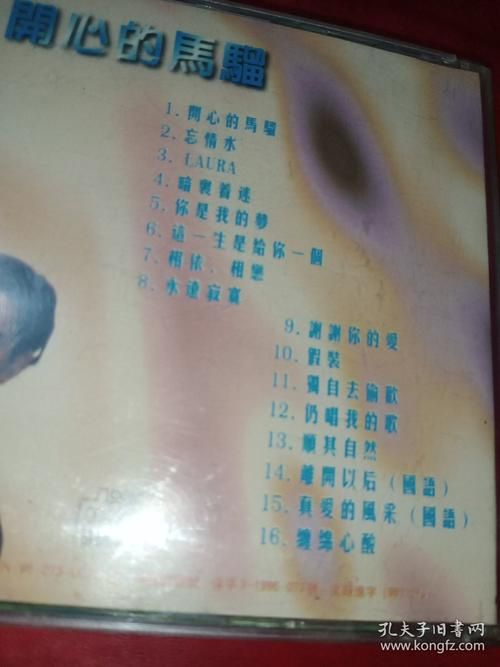 開心的馬騮
1. 開心的馬騮
2. 忘情水
3. LAURA
4. 暗裏着迷
5. 你是我的夢
6. 這一生是給你一個
7. 相依．相戀
8. 永遠寂寞
9. 謝謝你的愛
10. 假裝
11. 獨自去偷歡
12. 仍唱我的歌
13. 順其自然
14. 離開以后（國語）
15. 真愛的風采（國語）
16. 纏綿心酸
孔夫子旧書网
www.kongfz.com